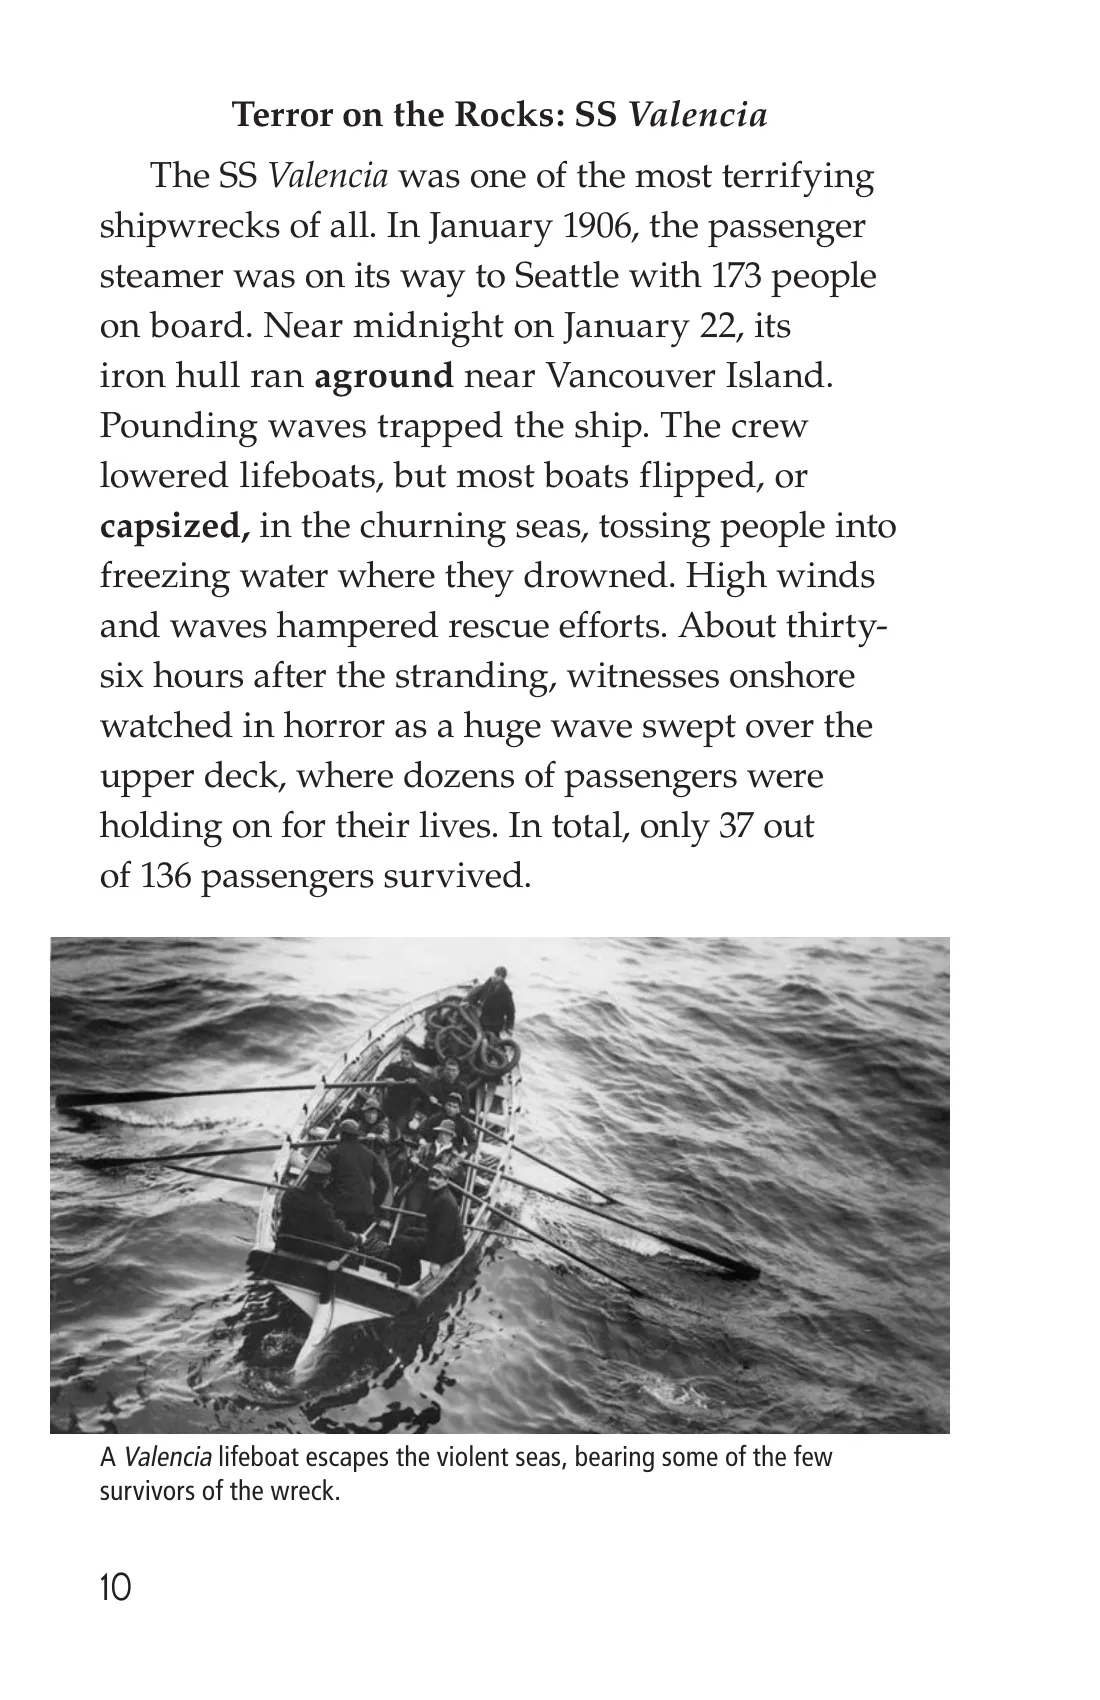 Terror on the Rocks: SS Valencia
The SS Valencia was one of the most terrifying
shipwrecks of all. In January 1906, the passenger
steamer was on its way to Seattle with 173 people
on board. Near midnight on January 22, its
iron hull ran aground near Vancouver Island.
Pounding waves trapped the ship. The crew
lowered lifeboats, but most boats flipped, or
capsized, in the churning seas, tossing people into
freezing water where they drowned. High winds
and waves hampered rescue efforts. About thirty-
six hours after the stranding, witnesses onshore
watched in horror as a huge wave swept over the
upper deck, where dozens of passengers were
holding on for their lives. In total, only 37 out
of 136 passengers survived.
A Valencia lifeboat escapes the violent seas, bearing some of the few
survivors of the wreck.
10